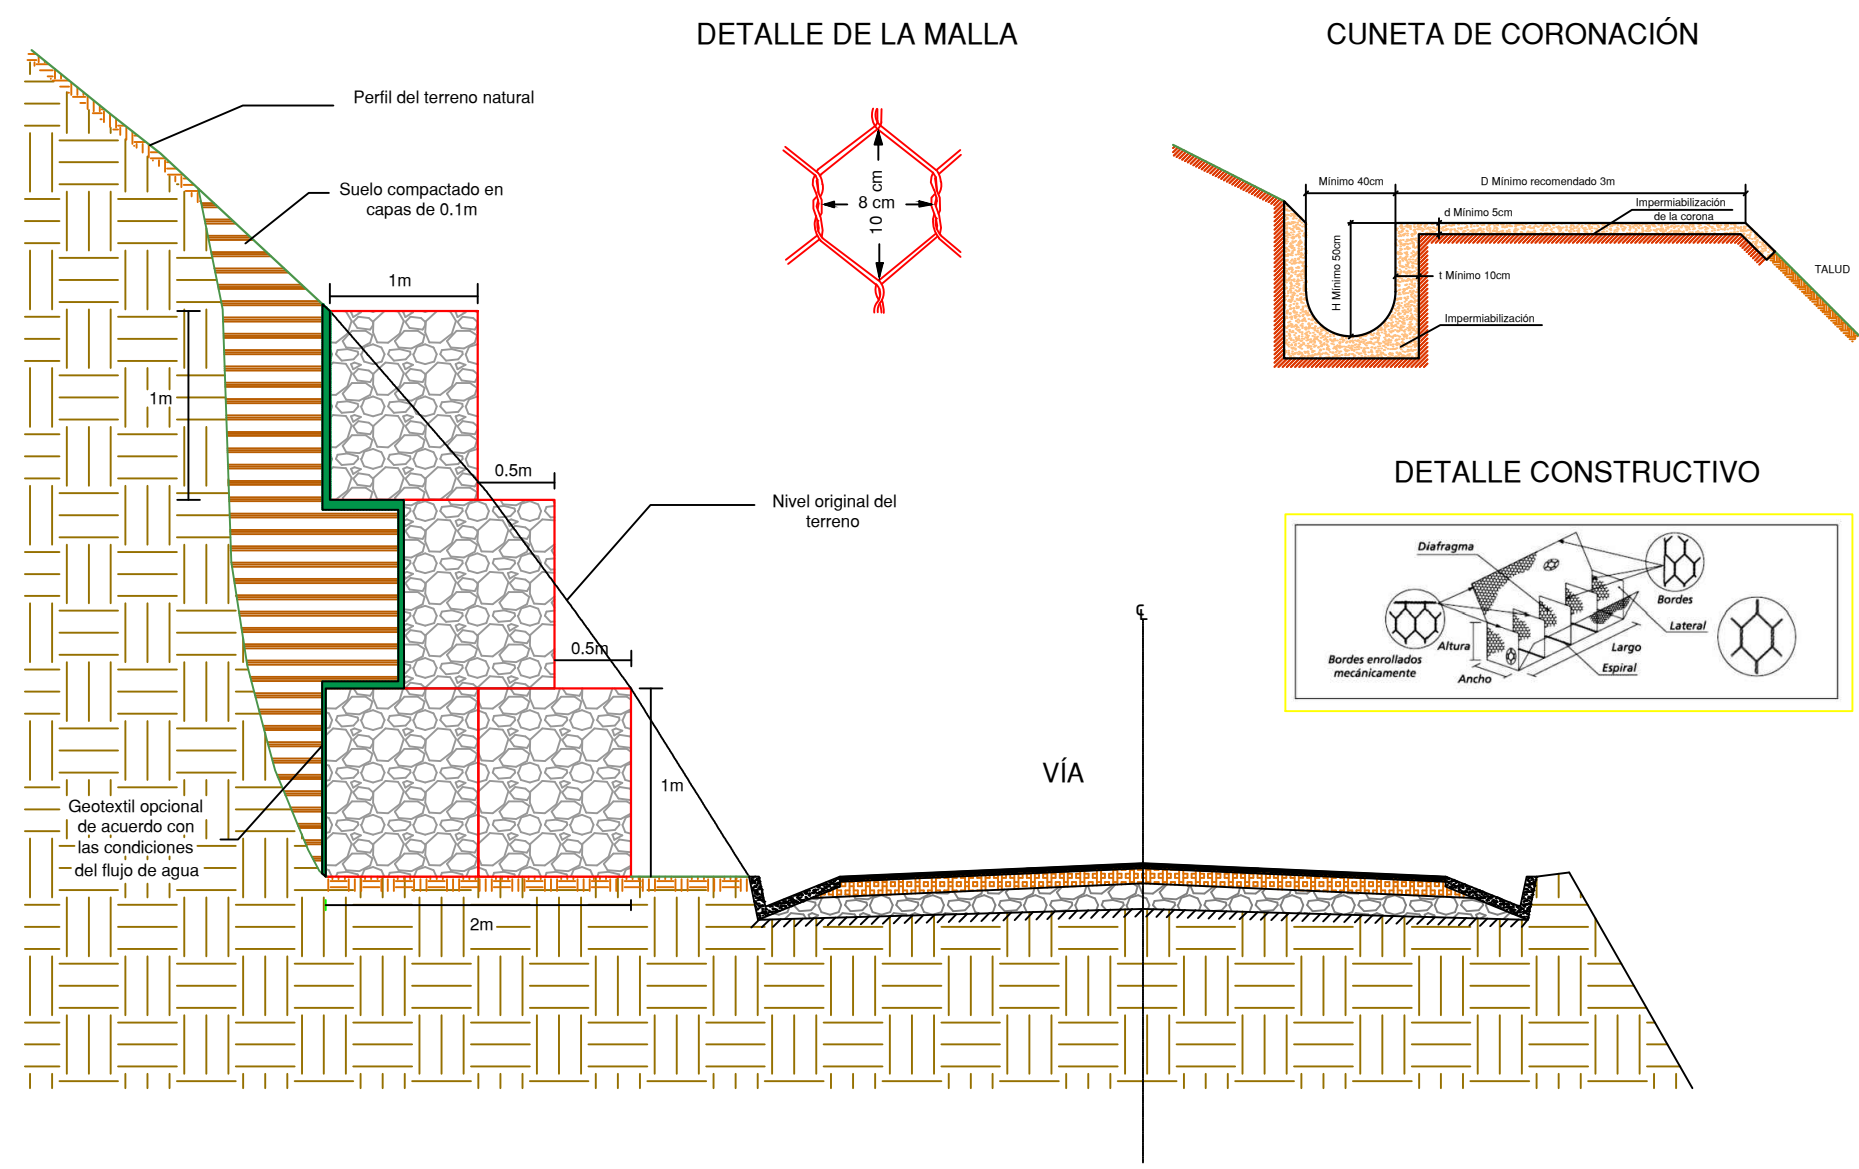 DETALLE DE LA MALLA
CUNETA DE CORONACIÓN
Perfil del terreno natural
Suelo compactado en
capas de 0.1m
1m
1m
0.5m
0.5m
Nivel original del
terreno
1m
Geotextil opcional
de acuerdo con
las condiciones
del flujo de agua
2m
VÍA
8 cm
10 cm
Mínimo 40cm
D Mínimo recomendado 3m
Impermiabilización
de la corona
d Mínimo 5cm
H Mínimo 50cm
t Mínimo 10cm
Impermiabilización
TALUD
DETALLE CONSTRUCTIVO
Diafragma
Bordes
Lateral
Altura
Largo
Bordes enrollados
mecánicamente
Espiral
Ancho
℄